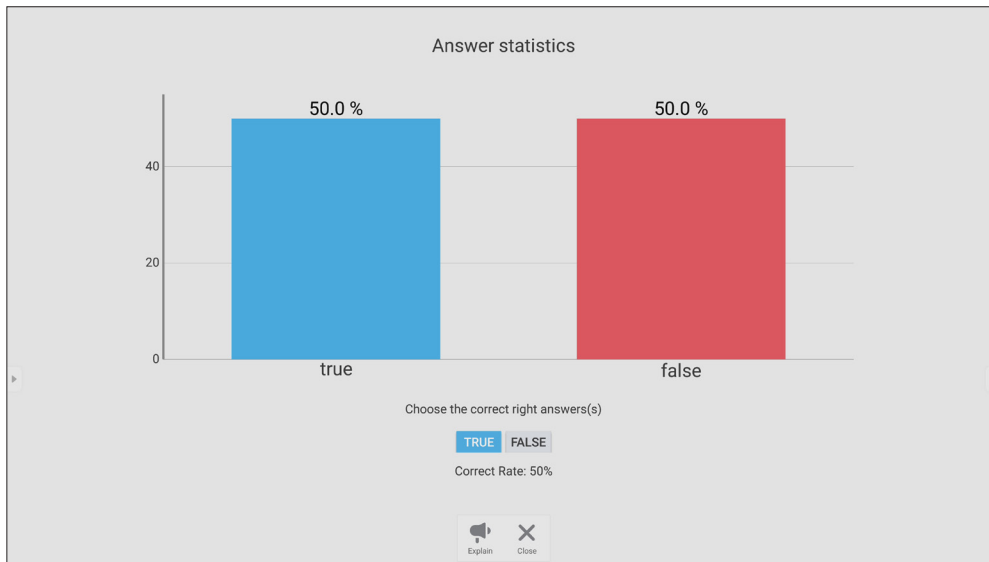 Answer statistics
50.0 % 50.0 %
40
20
0
true false
Choose the correct right answers(s)
TRUE FALSE
Correct Rate: 50%
Explain Close